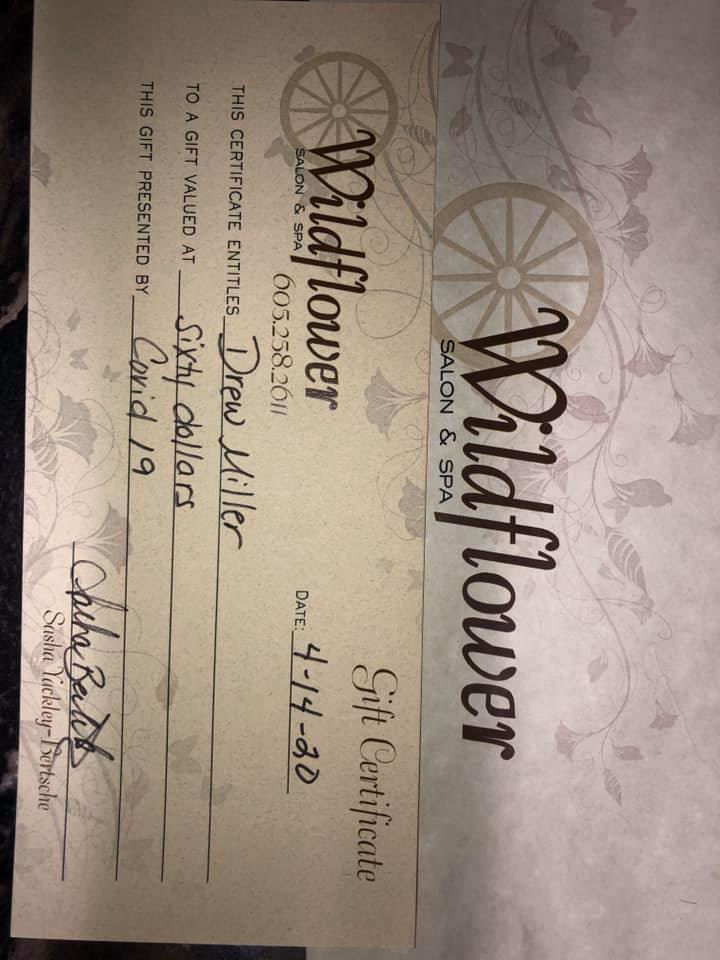 Wildflower
SALON & SPA
Wildflower
SALON & SPA
605.258.2611
Gift Certificate
DATE: 4-14-20
THIS CERTIFICATE ENTITLES Drew Miller
TO A GIFT VALUED AT Sixty dollars
THIS GIFT PRESENTED BY Covid 19
Sasha Yackley-Bertsche